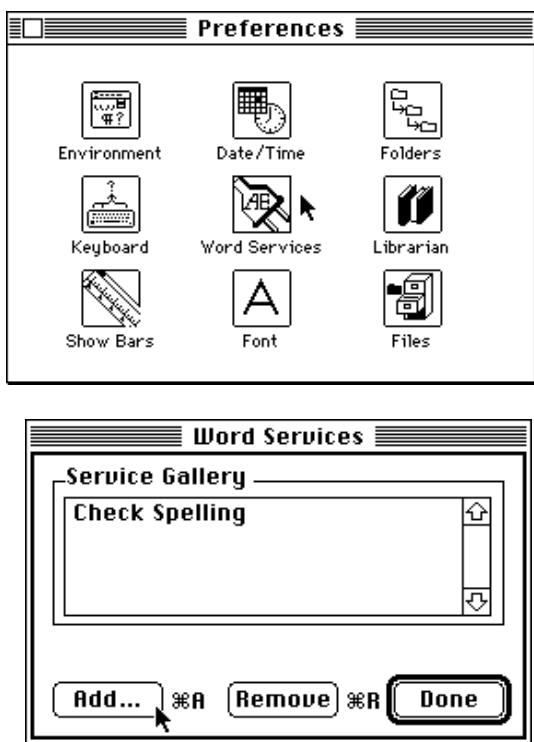 Preferences
Environment Date/Time Folders
Keyboard Word Services Librarian
Show Bars Font Files
Word Services
Service Gallery
Check Spelling
Add... ⌘A Remove ⌘R Done